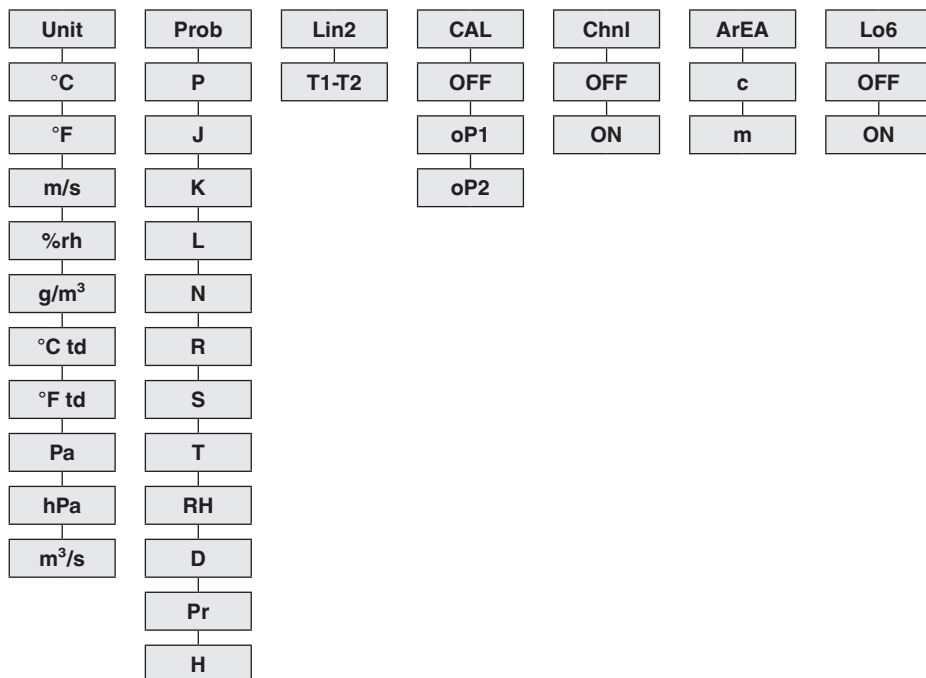 Unit Prob Lin2 CAL Chnl ArEA Lo6
°C P T1-T2 OFF OFF c OFF
°F J oP1 ON m ON
m/s K oP2
%rh L
g/m³ N
°C td R
°F td S
Pa T
hPa RH
m³/s D
Pr
H